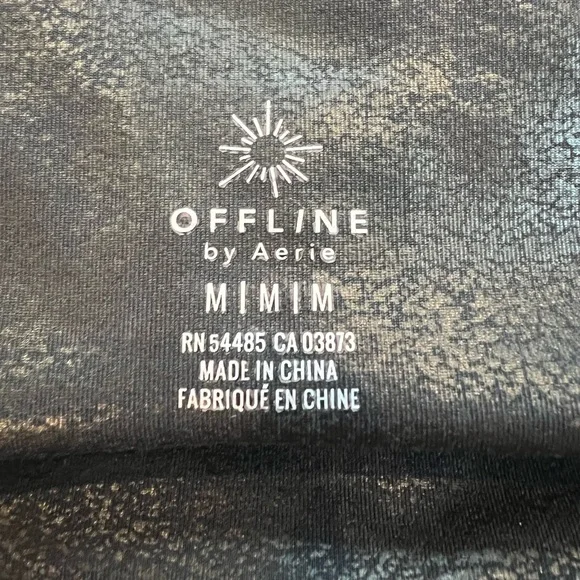 OFFLINE
by Aerie
M|M|M
RN 54485 CA 03873
MADE IN CHINA
FABRIQUÉ EN CHINE